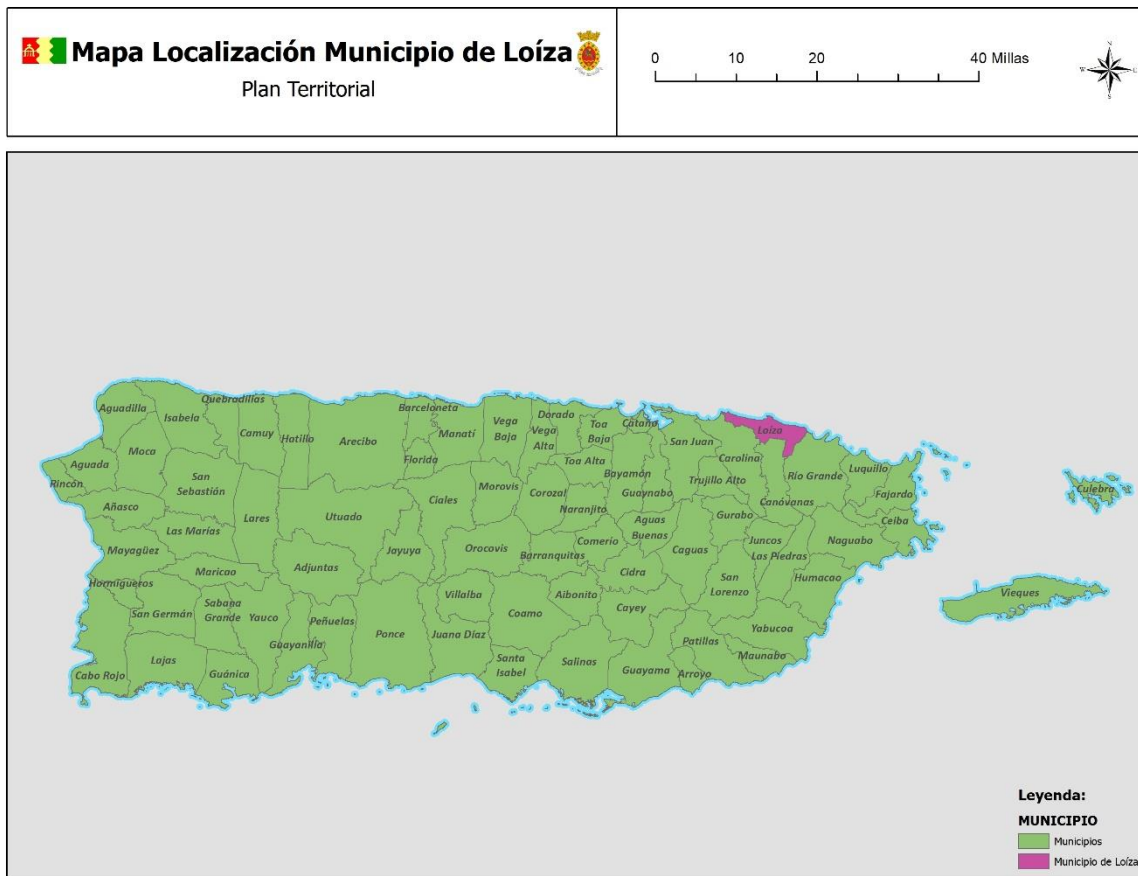 Mapa Localización Municipio de Loíza
Plan Territorial
0 10 20 40 Millas
N
W E
S
Quebradillas
Aguadilla
Isabela
Camuy
Hatillo
Arecibo
Barceloneta
Manatí
Florida
Vega
Baja
Dorado
Vega
Alta
Toa
Baja
Cataño
San Juan
Loíza
Carolina
Moca
Aguada
Rincón
San
Sebastián
Añasco
Las Marías
Mayagüez
Lares
Utuado
Ciales
Morovis
Corozal
Toa Alta
Naranjito
Bayamón
Guaynabo
Trujillo Alto
Canóvanas
Río Grande
Luquillo
Fajardo
Ceiba
Culebra
Aguas
Buenas
Gurabo
Juncos
Las Piedras
Naguabo
Humacao
Caguas
Comerío
Barranquitas
Orocovis
Jayuya
Adjuntas
Maricao
Hormigueros
San Germán
Sabana
Grande
Yauco
Guayanilla
Peñuelas
Ponce
Villalba
Juana Díaz
Coamo
Aibonito
Cidra
Cayey
San
Lorenzo
Yabucoa
Patillas
Maunabo
Vieques
Cabo Rojo
Lajas
Guánica
Santa
Isabel
Salinas
Guayama
Arroyo
Leyenda:
MUNICIPIO
Municipios
Municipio de Loíza